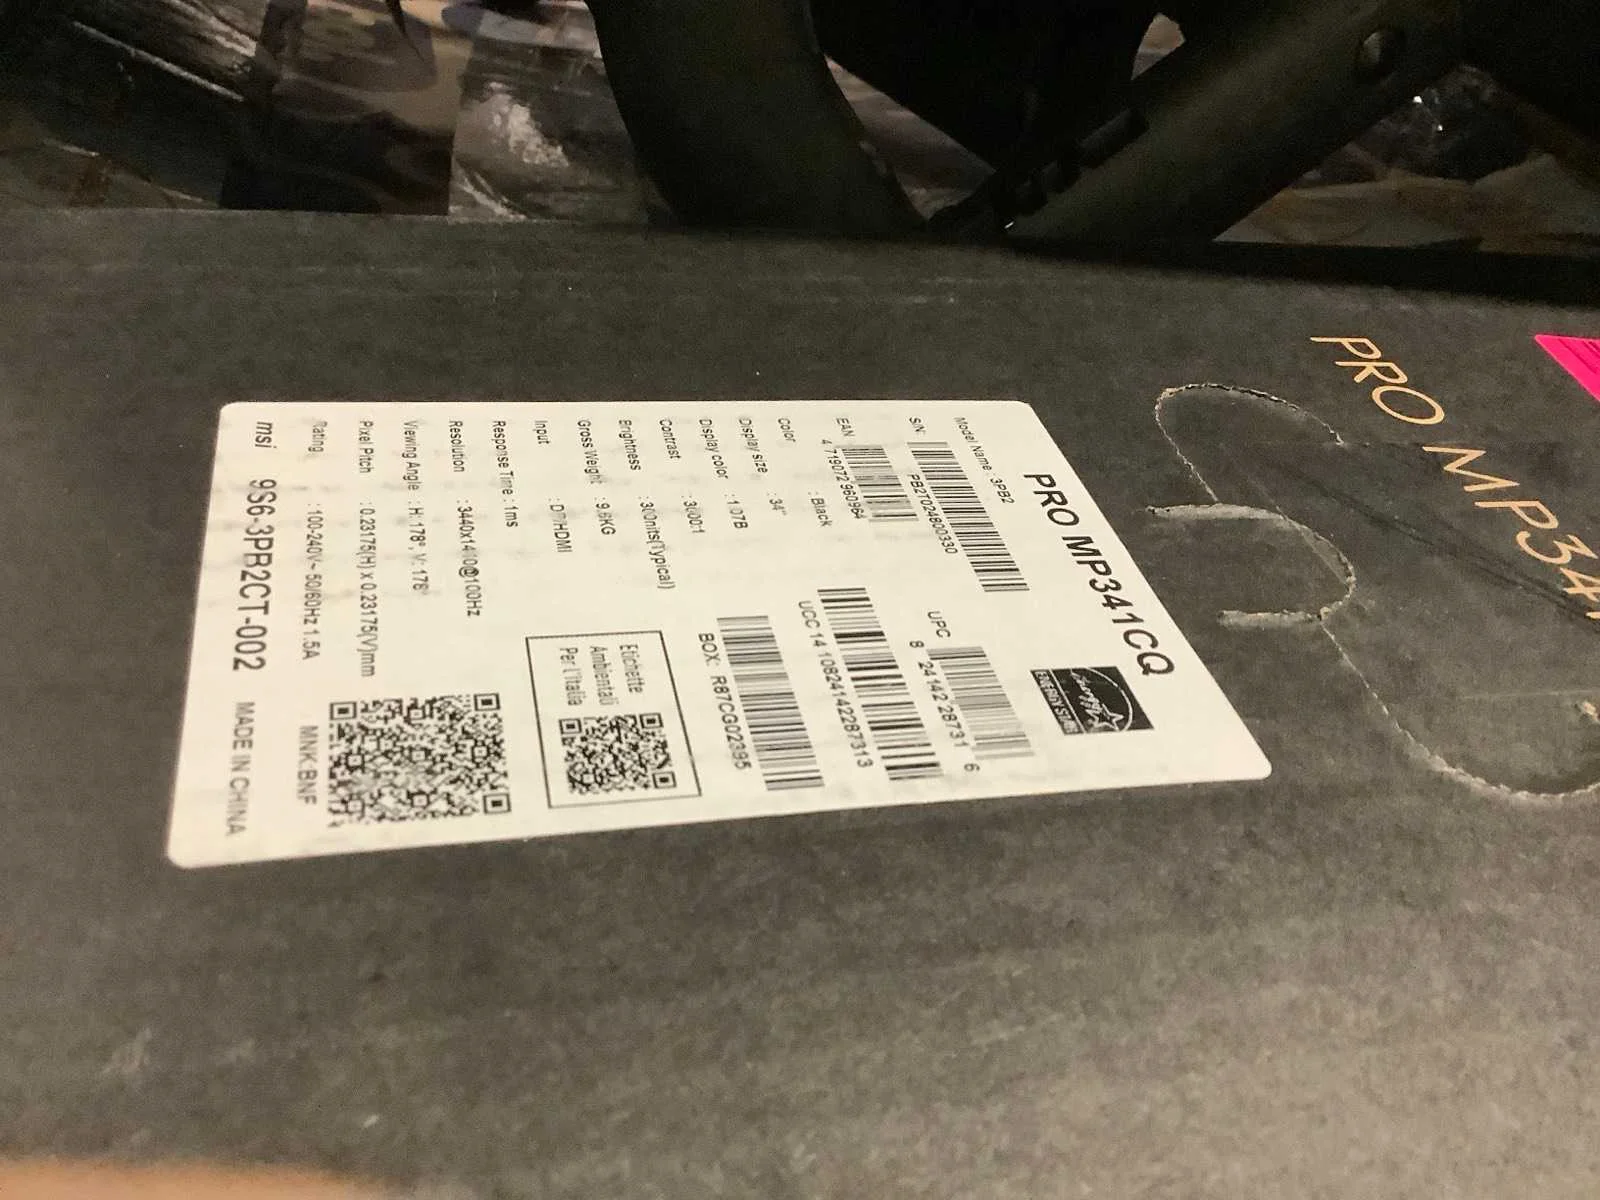 PRO MP34
PRO MP341CQ
Model Name : 3PB2
S/N:
PB2T024800330
EAN
4 719072 960964
UPC
8 24142 28731 6
UCC 14 10824142287313
BOX: R87CG02395
ENERGY STAR
Color : Black
Display size : 34"
Display color : 1.07B
Contrast : 3000:1
Brightness : 300nits(Typical)
Gross Weight : 9.6KG
Input : DP/HDMI
Response Time : 1ms
Resolution : 3440x1440@100Hz
Viewing Angle : H: 178°, V: 178°
Pixel Pitch : 0.23175(H) x 0.23175(V)mm
Rating : 100-240V~ 50/60Hz 1.5A
Etichette
Ambientali
Per l'Italia
MNK:BNF
msi 9S6-3PB2CT-002 MADE IN CHINA